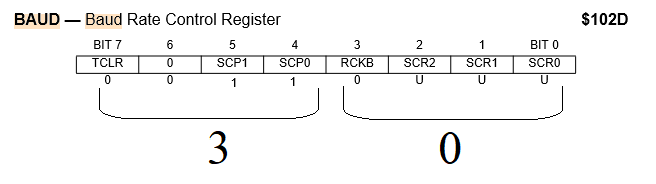 BAUD — Baud Rate Control Register $102D
BIT 7 6 5 4 3 2 1 BIT 0
TCLR 0 SCP1 SCP0 RCKB SCR2 SCR1 SCR0
0 0 1 1 0 U U U
3 0